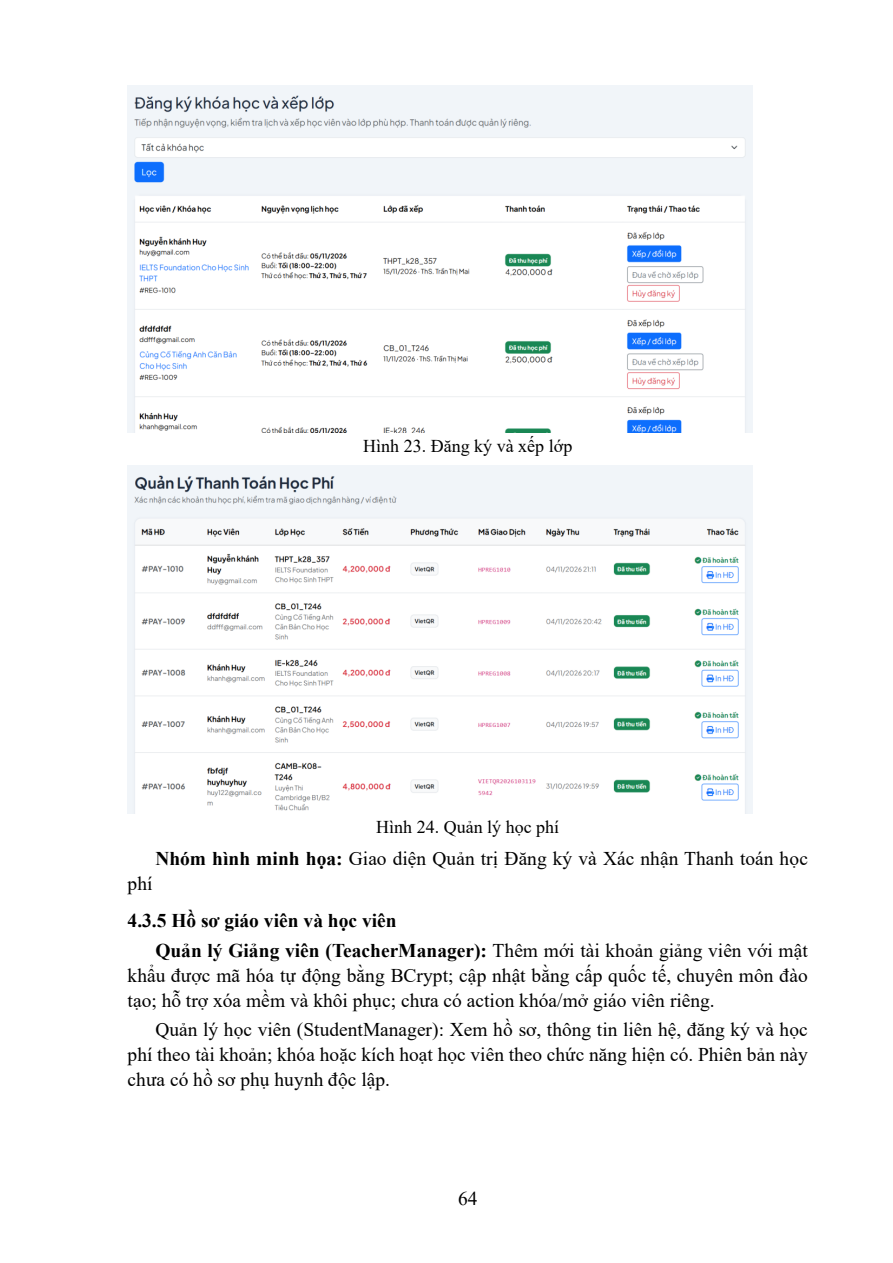 Đăng ký khóa học và xếp lớp
Tiếp nhận nguyện vọng, kiểm tra lịch và xếp học viên vào lớp phù hợp. Thanh toán được quản lý riêng.
Tất cả khóa học
Lọc
Học viên / Khóa học Nguyện vọng lịch học Lớp đã xếp Thanh toán Trạng thái / Thao tác
Nguyễn khánh Huy
huy@gmail.com
IELTS Foundation Cho Học Sinh
THPT
#REG-1010
Có thể bắt đầu: 05/11/2026
Buổi: Tối (18:00-22:00)
Thứ có thể học: Thứ 3, Thứ 5, Thứ 7
THPT_k28_357
15/11/2026 · ThS. Trần Thị Mai
Đã thu học phí
4,200,000 đ
Đã xếp lớp
Xếp / đổi lớp
Đưa về chờ xếp lớp
Hủy đăng ký
dfdfdfdf
ddfff@gmail.com
Củng Cố Tiếng Anh Căn Bản
Cho Học Sinh
#REG-1009
Có thể bắt đầu: 05/11/2026
Buổi: Tối (18:00-22:00)
Thứ có thể học: Thứ 2, Thứ 4, Thứ 6
CB_01_T246
11/11/2026 · ThS. Trần Thị Mai
Đã thu học phí
2,500,000 đ
Đã xếp lớp
Xếp / đổi lớp
Đưa về chờ xếp lớp
Hủy đăng ký
Khánh Huy
khanh@gmail.com
Có thể bắt đầu: 05/11/2026
IE-k28_246
Đã xếp lớp
Xếp / đổi lớp
Hình 23. Đăng ký và xếp lớp
Quản Lý Thanh Toán Học Phí
Xác nhận các khoản thu học phí, kiểm tra mã giao dịch ngân hàng / ví điện tử
Mã HĐ Học Viên Lớp Học Số Tiền Phương Thức Mã Giao Dịch Ngày Thu Trạng Thái Thao Tác
#PAY-1010
Nguyễn khánh
Huy
huy@gmail.com
THPT_k28_357
IELTS Foundation
Cho Học Sinh THPT
4,200,000 đ
VietQR
HPREG1010
04/11/2026 21:11
Đã thu tiền
Đã hoàn tất
In HĐ
#PAY-1009
dfdfdfdf
ddfff@gmail.com
CB_01_T246
Củng Cố Tiếng Anh
Căn Bản Cho Học
Sinh
2,500,000 đ
VietQR
HPREG1009
04/11/2026 20:42
Đã thu tiền
Đã hoàn tất
In HĐ
#PAY-1008
Khánh Huy
khanh@gmail.com
IE-k28_246
IELTS Foundation
Cho Học Sinh THPT
4,200,000 đ
VietQR
HPREG1008
04/11/2026 20:17
Đã thu tiền
Đã hoàn tất
In HĐ
#PAY-1007
Khánh Huy
khanh@gmail.com
CB_01_T246
Củng Cố Tiếng Anh
Căn Bản Cho Học
Sinh
2,500,000 đ
VietQR
HPREG1007
04/11/2026 19:57
Đã thu tiền
Đã hoàn tất
In HĐ
#PAY-1006
fbfdjf
huyhuyhuy
huy122@gmail.co
m
CAMB-K08-
T246
Luyện Thi
Cambridge B1/B2
Tiêu Chuẩn
4,800,000 đ
VietQR
VIETQR2026103119
5942
31/10/2026 19:59
Đã thu tiền
Đã hoàn tất
In HĐ
Hình 24. Quản lý học phí
Nhóm hình minh họa: Giao diện Quản trị Đăng ký và Xác nhận Thanh toán học
phí
4.3.5 Hồ sơ giáo viên và học viên
Quản lý Giảng viên (TeacherManager): Thêm mới tài khoản giảng viên với mật
khẩu được mã hóa tự động bằng BCrypt; cập nhật bằng cấp quốc tế, chuyên môn đào
tạo; hỗ trợ xóa mềm và khôi phục; chưa có action khóa/mở giáo viên riêng.
Quản lý học viên (StudentManager): Xem hồ sơ, thông tin liên hệ, đăng ký và học
phí theo tài khoản; khóa hoặc kích hoạt học viên theo chức năng hiện có. Phiên bản này
chưa có hồ sơ phụ huynh độc lập.
64